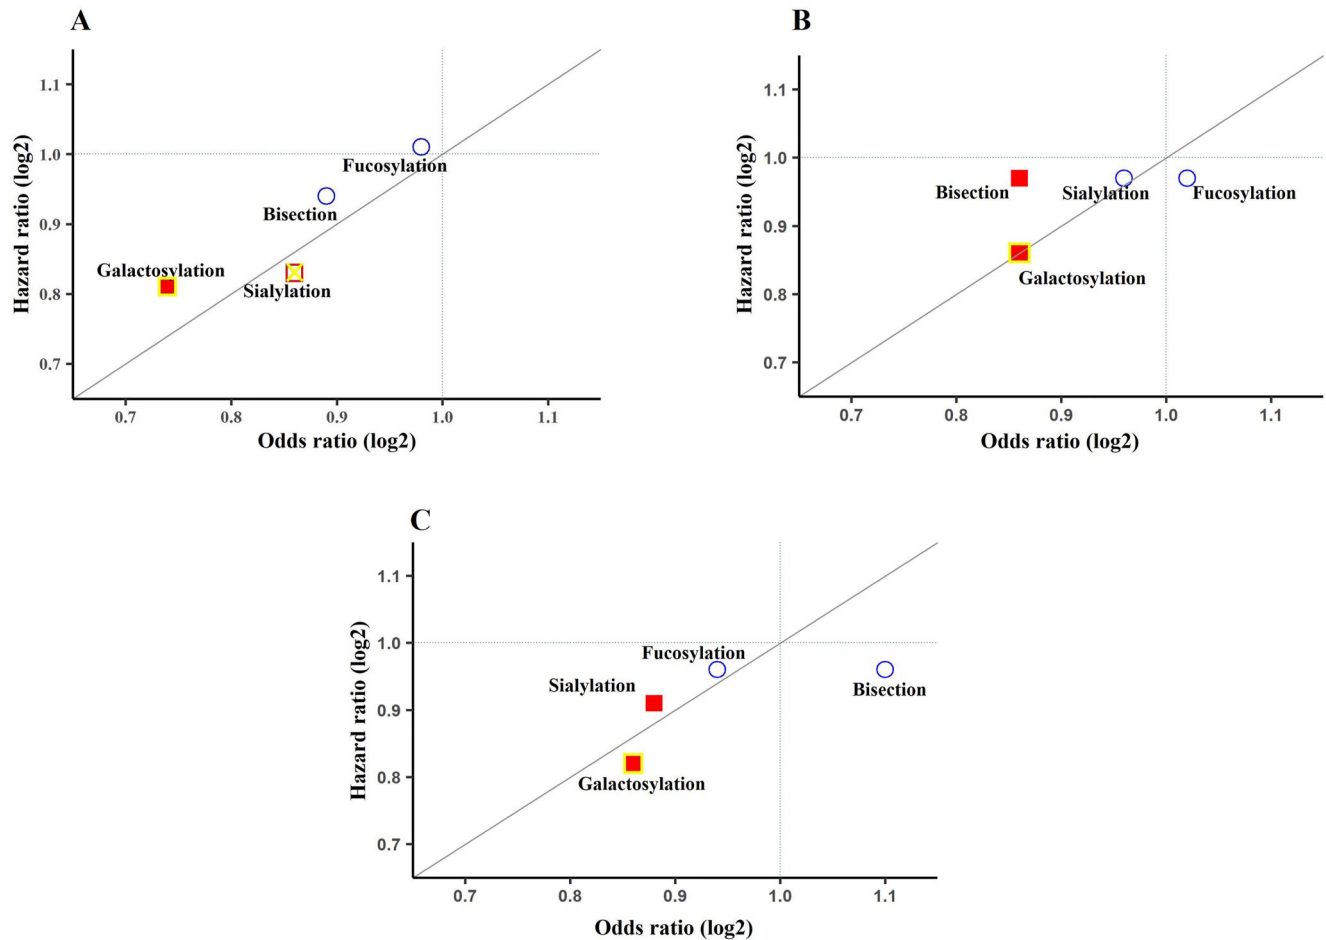 A
Hazard ratio (log2)
1.1
1.0
0.9
0.8
0.7
Fucosylation
Bisection
Galactosylation
Sialylation
0.7 0.8 0.9 1.0 1.1
Odds ratio (log2)
B
Hazard ratio (log2)
1.1
1.0
0.9
0.8
0.7
Bisection Sialylation Fucosylation
Galactosylation
0.7 0.8 0.9 1.0 1.1
Odds ratio (log2)
C
Hazard ratio (log2)
1.1
1.0
0.9
0.8
0.7
Fucosylation
Sialylation
Bisection
Galactosylation
0.7 0.8 0.9 1.0 1.1
Odds ratio (log2)